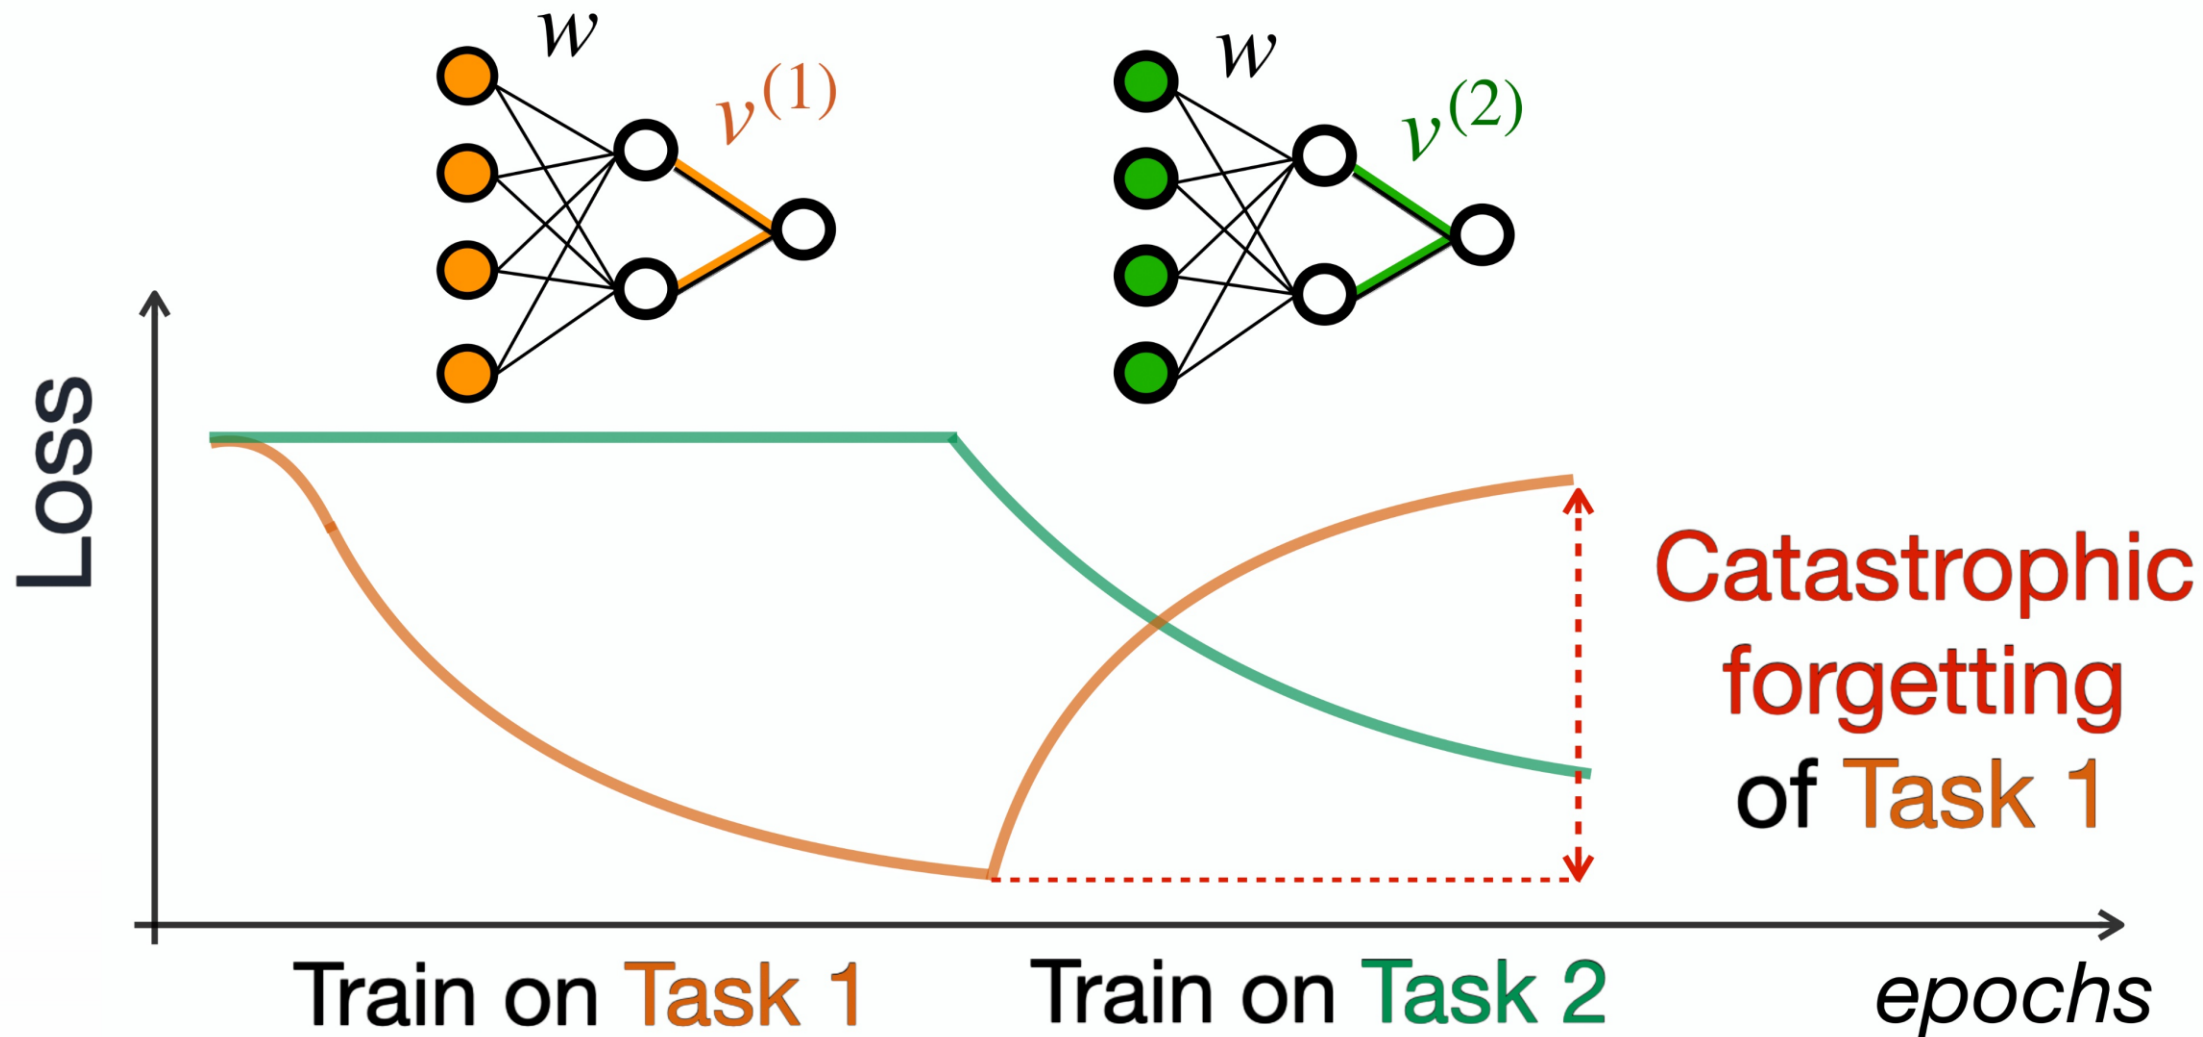 w
v(1)
w
v(2)
Loss
Catastrophic
forgetting
of Task 1
Train on Task 1
Train on Task 2
epochs